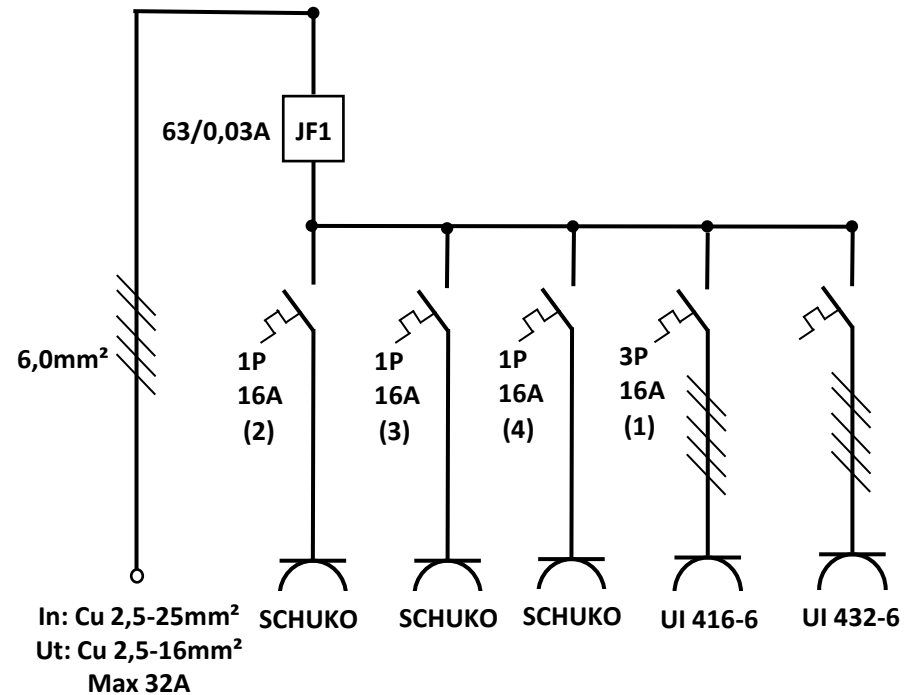 63/0,03A
JF1
6,0mm²
1P
16A
(2)
1P
16A
(3)
1P
16A
(4)
3P
16A
(1)
In: Cu 2,5-25mm²
Ut: Cu 2,5-16mm²
Max 32A
SCHUKO
SCHUKO
SCHUKO
UI 416-6
UI 432-6